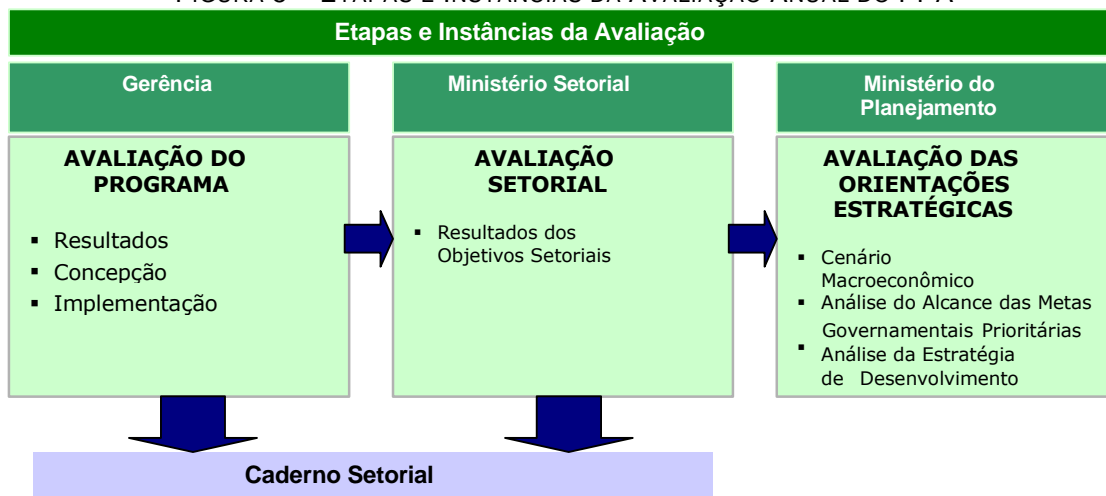 Etapas e Instâncias da Avaliação
Gerência
Ministério Setorial
Ministério do
Planejamento
AVALIAÇÃO DO
PROGRAMA
▪ Resultados
▪ Concepção
▪ Implementação
AVALIAÇÃO
SETORIAL
▪ Resultados dos
Objetivos Setoriais
AVALIAÇÃO DAS
ORIENTAÇÕES
ESTRATÉGICAS
▪ Cenário
Macroeconômico
▪ Análise do Alcance das Metas
Governamentais Prioritárias
▪ Análise da Estratégia
de Desenvolvimento
Caderno Setorial